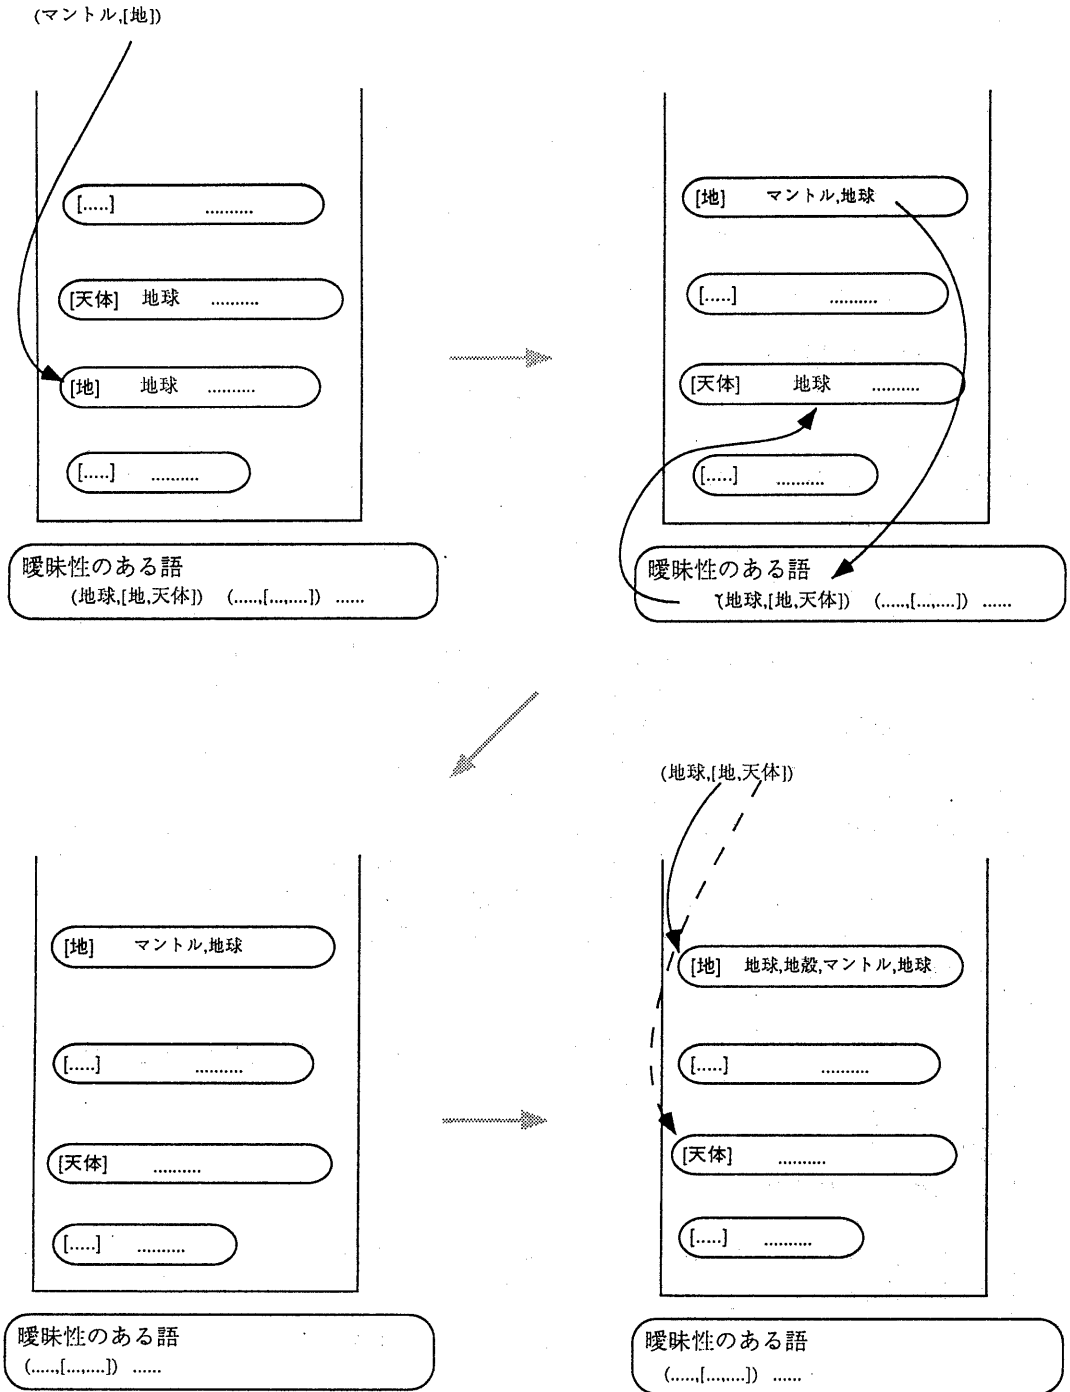 (マントル,[地])
[.....] ..........
[天体] 地球 ..........
[地] 地球 ..........
[.....] ..........
曖昧性のある語
(地球,[地,天体]) (.....,[...,....]) ......
[地] マントル,地球
[.....] ..........
[天体] 地球 ..........
[.....] ..........
曖昧性のある語
(地球,[地,天体]) (.....,[...,....]) ......
[地] マントル,地球
[.....] ..........
[天体] ..........
[.....] ..........
曖昧性のある語
(.....,[...,....]) ......
(地球,[地,天体])
[地] 地球,地殻,マントル,地球
[.....] ..........
[天体] ..........
[.....] ..........
曖昧性のある語
(.....,[...,....]) ......